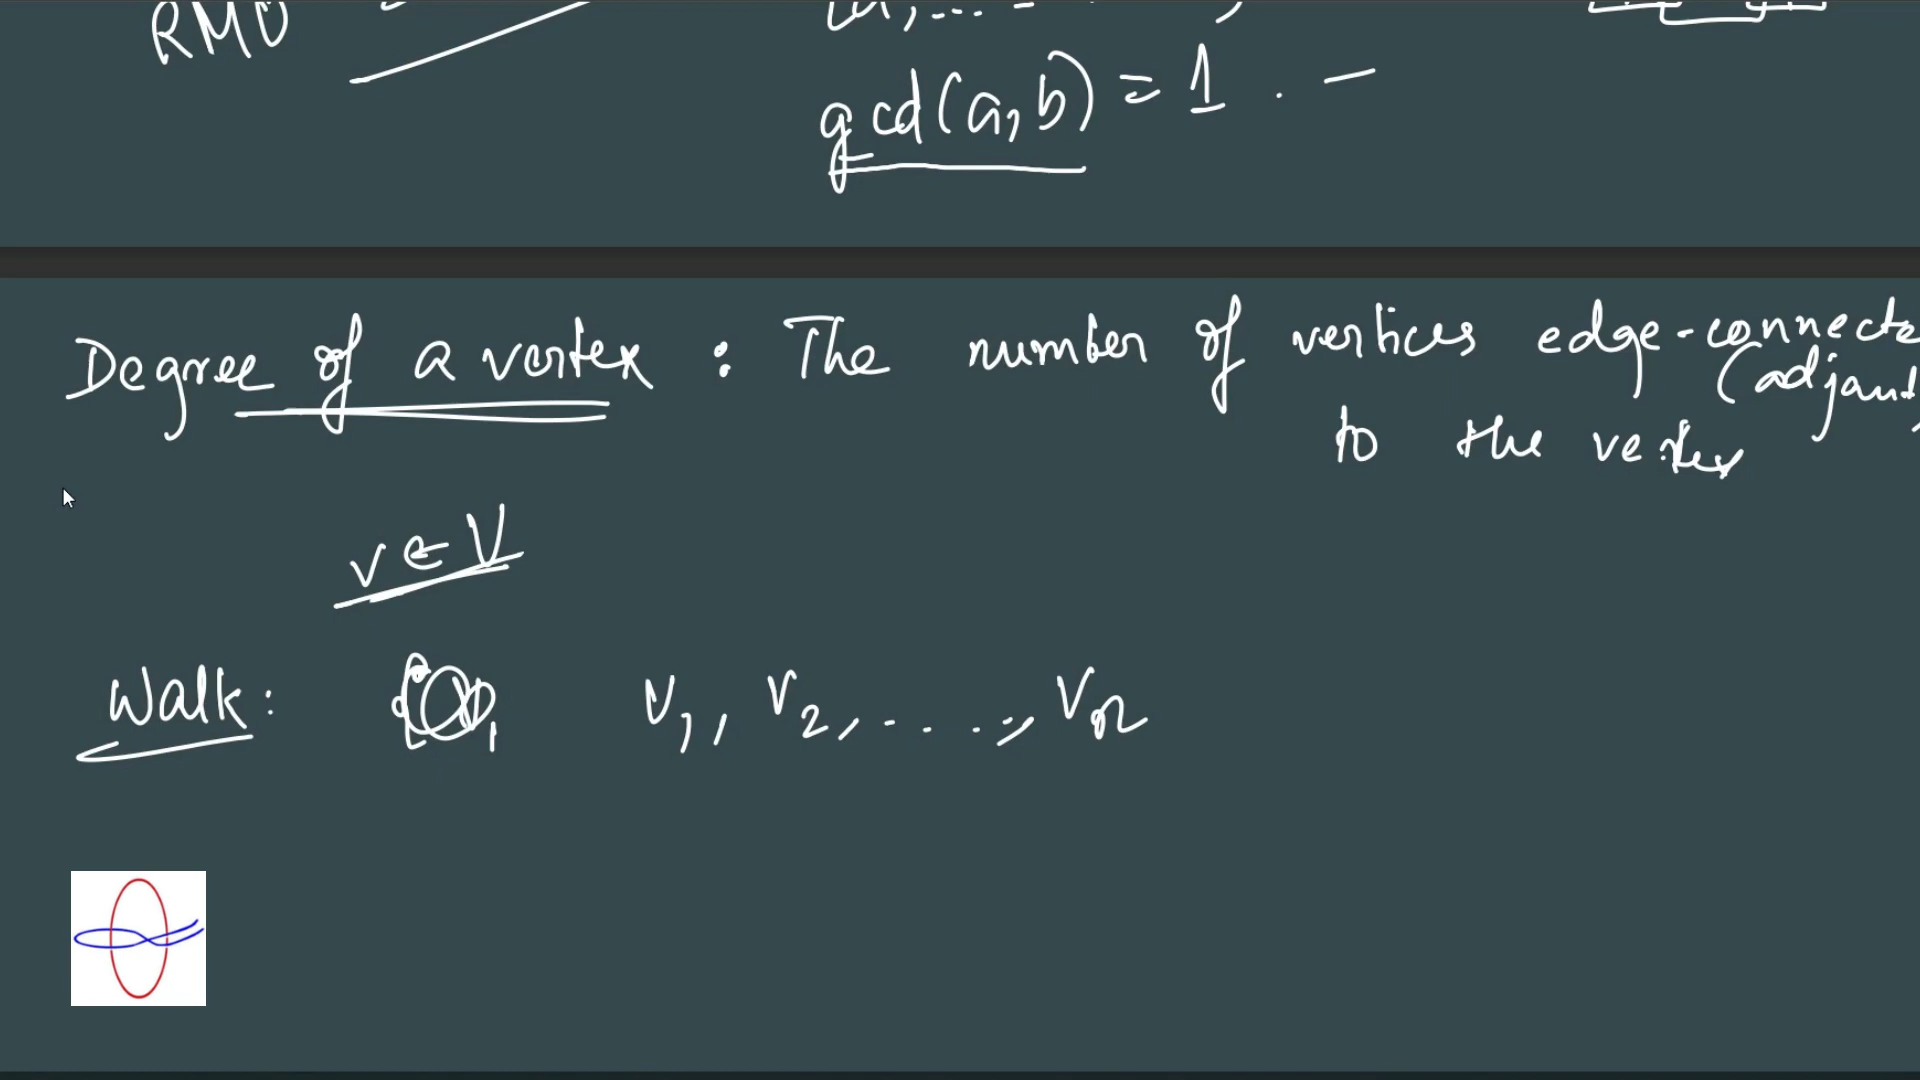 RMO
gcd(a,b) = 1 . —
Degree of a vertex : The number of vertices edge-connecte
(adjant)
to the vertex
v ∈ V
Walk: v1, v2, ...., vn